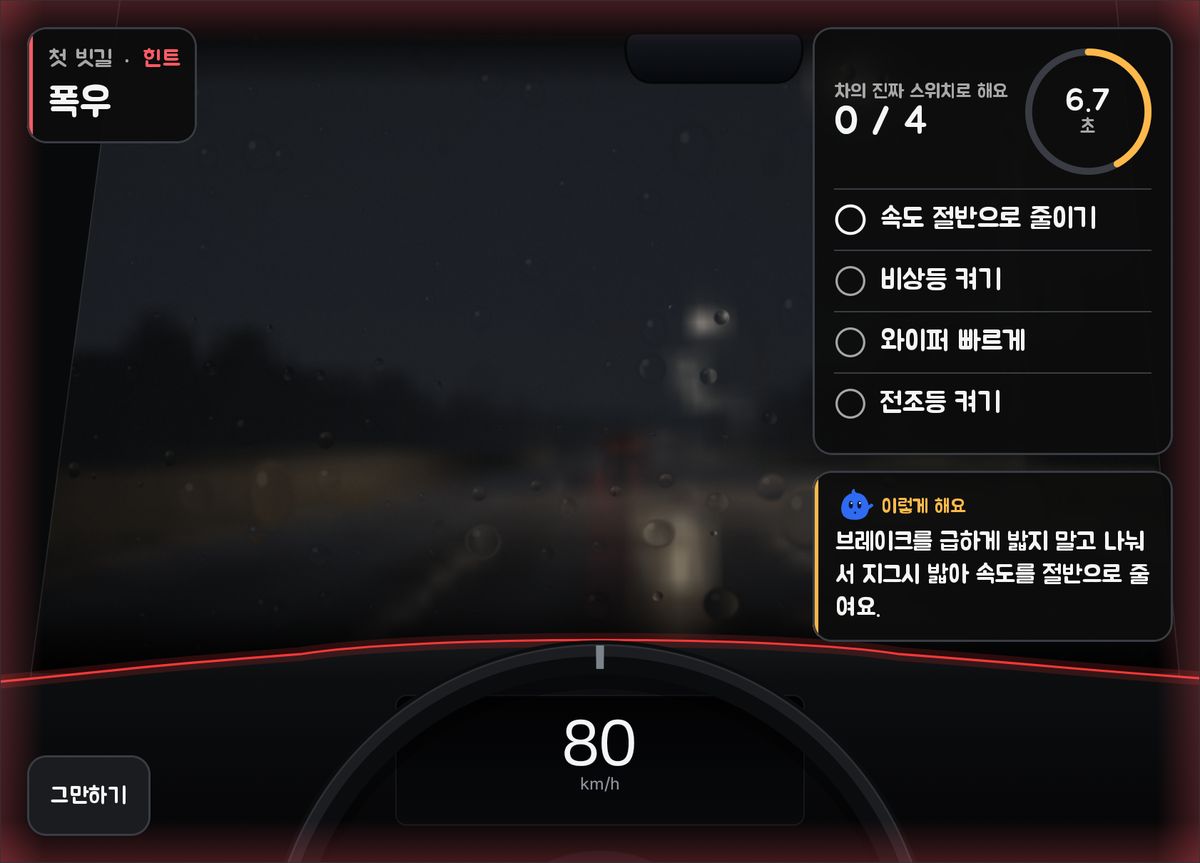 첫 빗길 · 힌트
폭우
차의 진짜 스위치로 해요
0 / 4
6.7
초
속도 절반으로 줄이기
비상등 켜기
와이퍼 빠르게
전조등 켜기
이렇게 해요
브레이크를 급하게 밟지 말고 나눠
서 지그시 밟아 속도를 절반으로 줄
여요.
80
km/h
그만하기